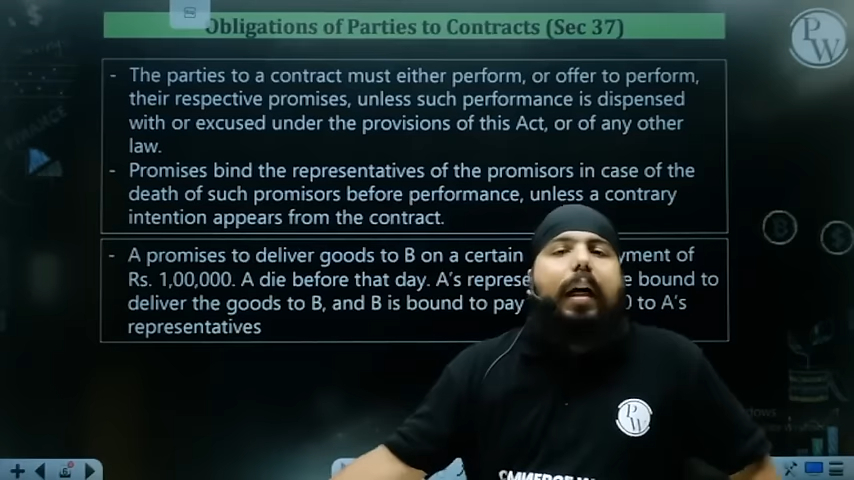 Obligations of Parties to Contracts (Sec 37)
P
W
- The parties to a contract must either perform, or offer to perform,
their respective promises, unless such performance is dispensed
with or excused under the provisions of this Act, or of any other
law.
- Promises bind the representatives of the promisors in case of the
death of such promisors before performance, unless a contrary
intention appears from the contract.
- A promises to deliver goods to B on a certain yment of
Rs. 1,00,000. A die before that day. A's represe e bound to
deliver the goods to B, and B is bound to pay 0 to A's
representatives
FINANCE
P
W